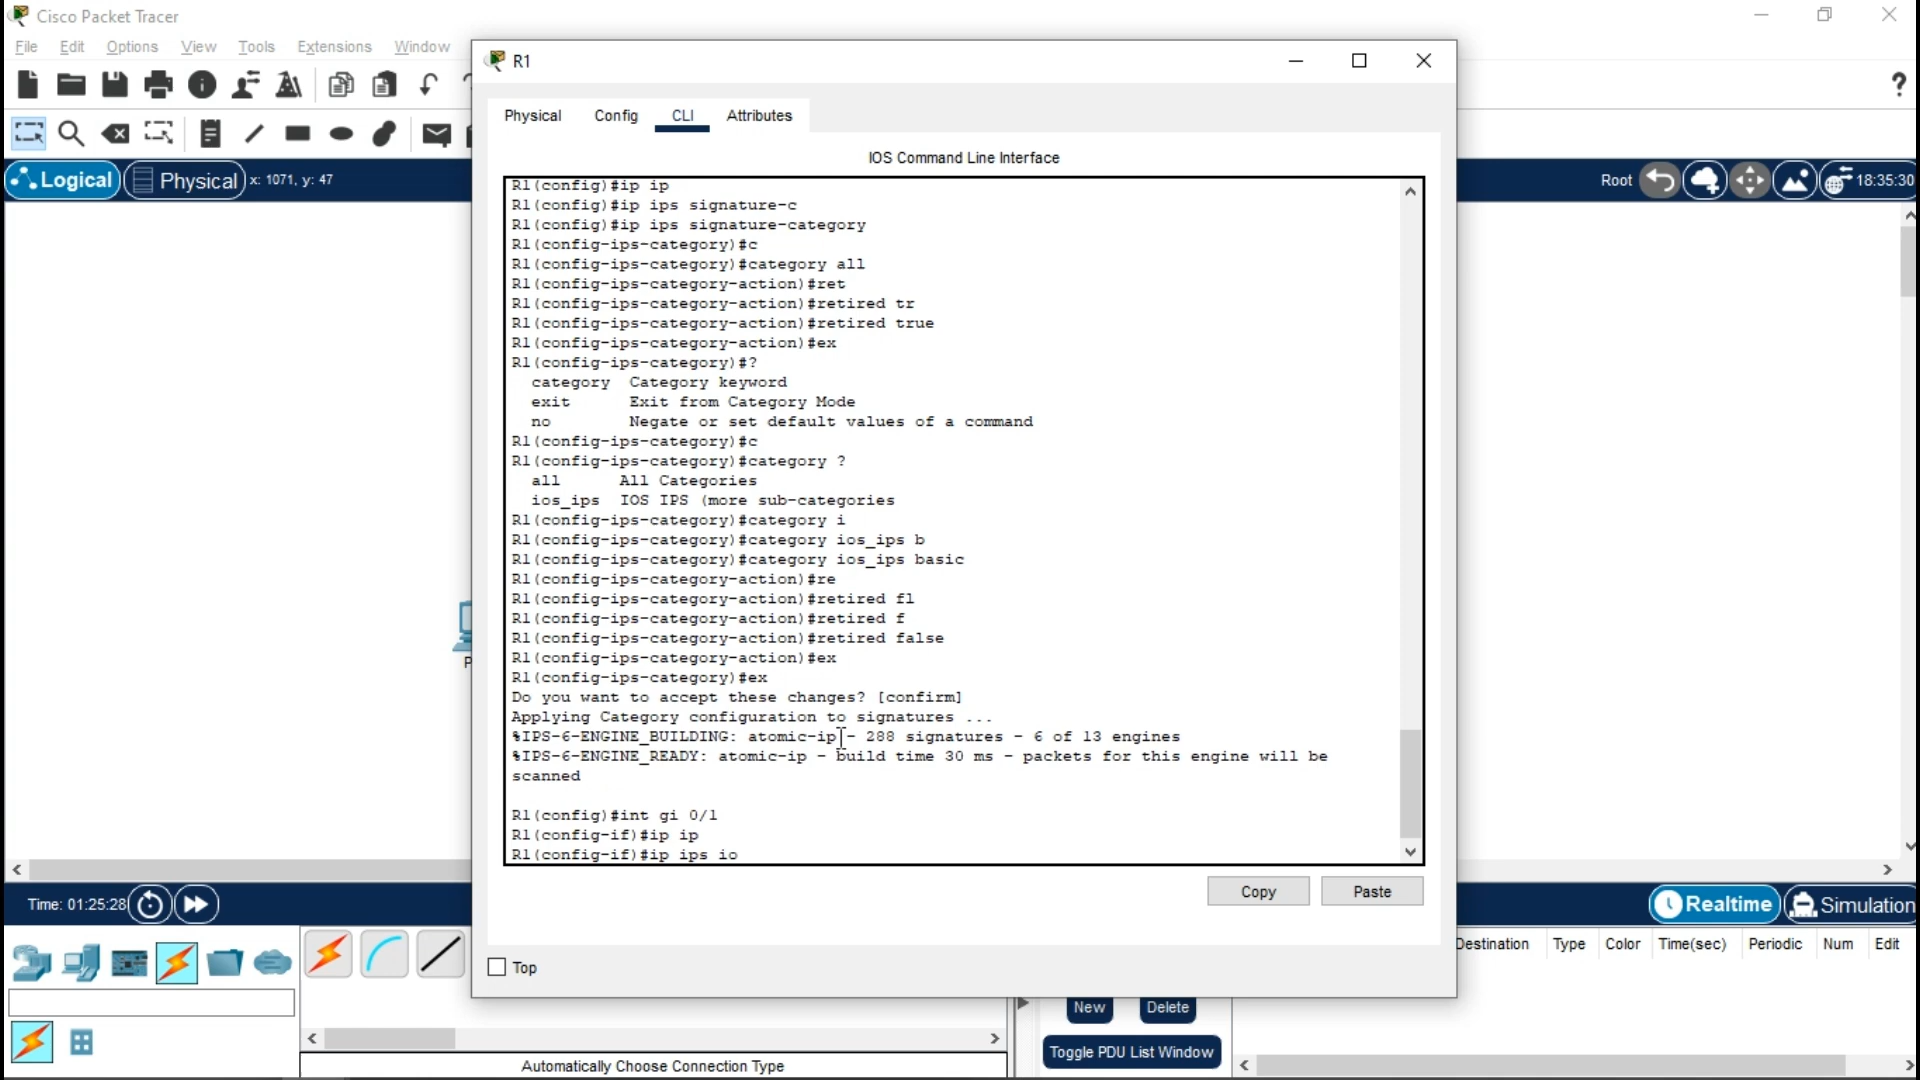 Cisco Packet Tracer
File Edit Options View Tools Extensions Window
R1
Physical Config CLI Attributes
IOS Command Line Interface
Logical Physical x: 1071, y: 47
Root 18:35:30
R1(config)#ip ip
R1(config)#ip ips signature-c
R1(config)#ip ips signature-category
R1(config-ips-category)#c
R1(config-ips-category)#category all
R1(config-ips-category-action)#ret
R1(config-ips-category-action)#retired tr
R1(config-ips-category-action)#retired true
R1(config-ips-category-action)#ex
R1(config-ips-category)#?
category Category keyword
exit Exit from Category Mode
no Negate or set default values of a command
R1(config-ips-category)#c
R1(config-ips-category)#category ?
all All Categories
ios_ips IOS IPS (more sub-categories
R1(config-ips-category)#category i
R1(config-ips-category)#category ios_ips b
R1(config-ips-category)#category ios_ips basic
R1(config-ips-category-action)#re
R1(config-ips-category-action)#retired fl
R1(config-ips-category-action)#retired f
R1(config-ips-category-action)#retired false
R1(config-ips-category-action)#ex
R1(config-ips-category)#ex
Do you want to accept these changes? [confirm]
Applying Category configuration to signatures ...
%IPS-6-ENGINE_BUILDING: atomic-ip - 288 signatures - 6 of 13 engines
%IPS-6-ENGINE_READY: atomic-ip - build time 30 ms - packets for this engine will be
scanned
R1(config)#int gi 0/1
R1(config-if)#ip ip
R1(config-if)#ip ips io
P
Copy Paste
Top
Time: 01:25:28
Realtime Simulation
Destination Type Color Time(sec) Periodic Num Edit
New Delete
Toggle PDU List Window
Automatically Choose Connection Type